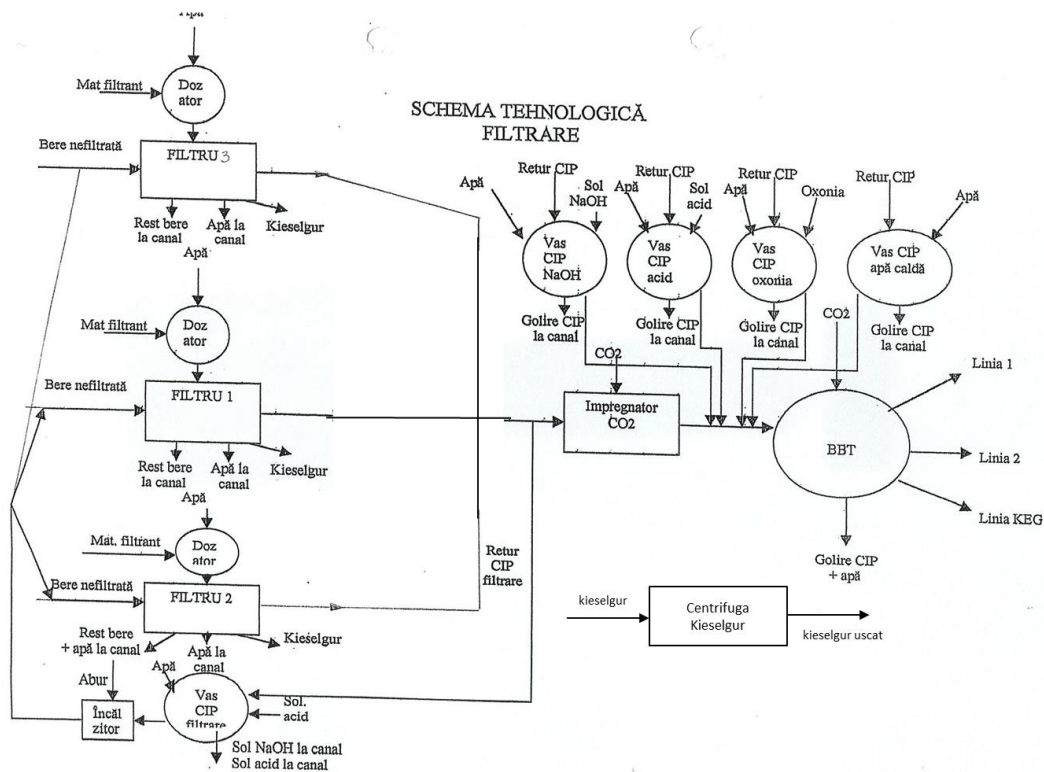 Apă
Mat filtrant
Doz
ator
SCHEMA TEHNOLOGICĂ
FILTRARE
Bere nefiltrată
FILTRU 3
Rest bere
la canal
Apă la
canal
Kieselgur
Apă
Retur CIP
Sol
NaOH
Vas
CIP
NaOH
Golire CIP
la canal
Apă
Retur CIP
Sol
acid
Vas
CIP
acid
Golire CIP
la canal
Apă
Retur CIP
Oxonia
Vas
CIP
oxonia
Golire CIP
la canal
Retur CIP
Apă
Vas CIP
apă caldă
Golire CIP
la canal
Apă
Mat filtrant
Doz
ator
Bere nefiltrată
FILTRU 1
Rest bere
la canal
Apă la
canal
Kieselgur
CO2
Impregnator
CO2
CO2
BBT
Linia 1
Linia 2
Linia KEG
Golire CIP
+ apă
Apă
Mat. filtrant
Doz
ator
Bere nefiltrată
FILTRU 2
Rest bere
+ apă la canal
Apă la
canal
Kieselgur
Retur
CIP
filtrare
kieselgur
Centrifuga
Kieselgur
kieselgur uscat
Abur
Încăl
zitor
Apă
Vas
CIP
filtrare
Sol.
acid
Sol NaOH la canal
Sol acid la canal